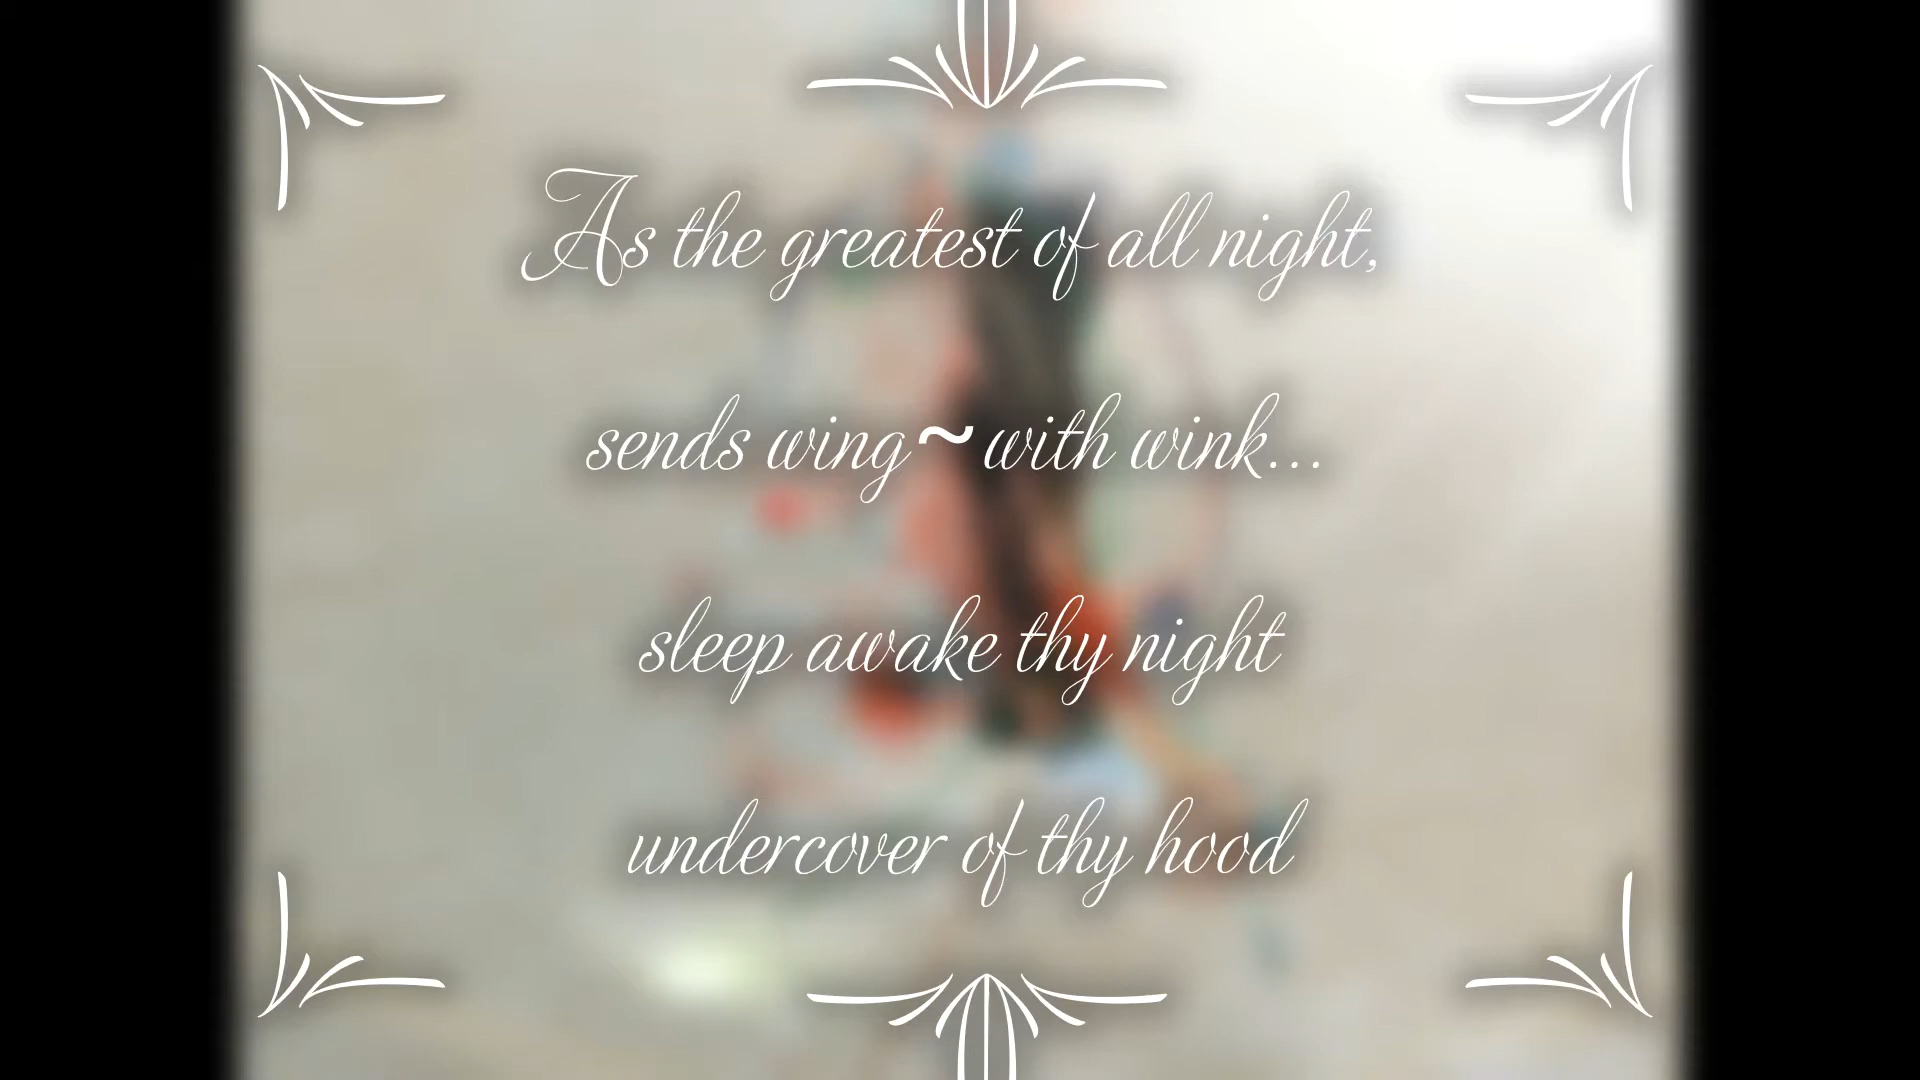 As the greatest of all night,
sends wing~with wink...
sleep awake thy night
undercover of thy hood